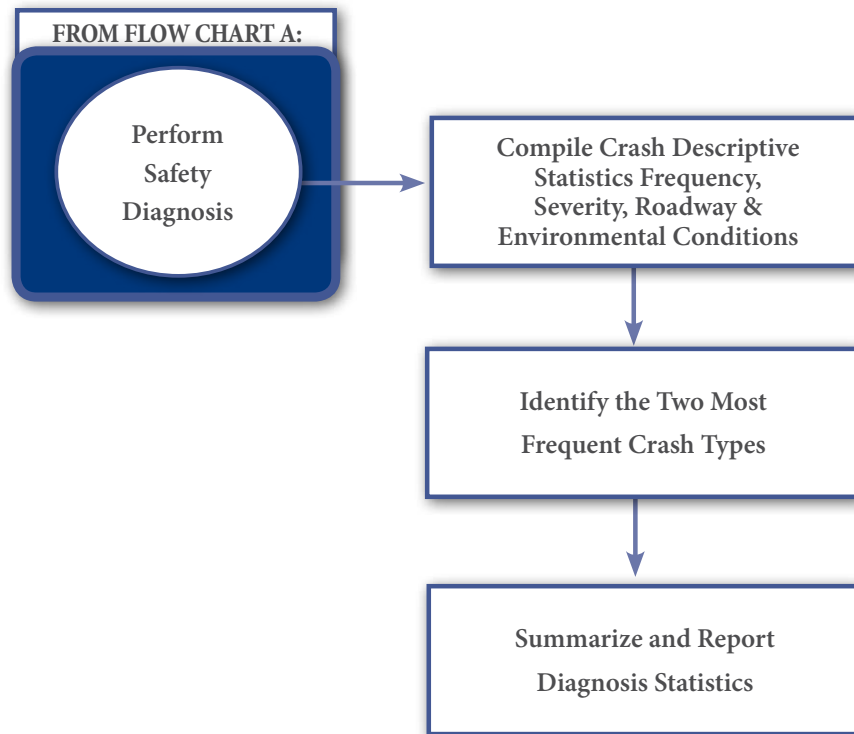 FROM FLOW CHART A:
Perform
Safety
Diagnosis
Compile Crash Descriptive
Statistics Frequency,
Severity, Roadway &
Environmental Conditions
Identify the Two Most
Frequent Crash Types
Summarize and Report
Diagnosis Statistics